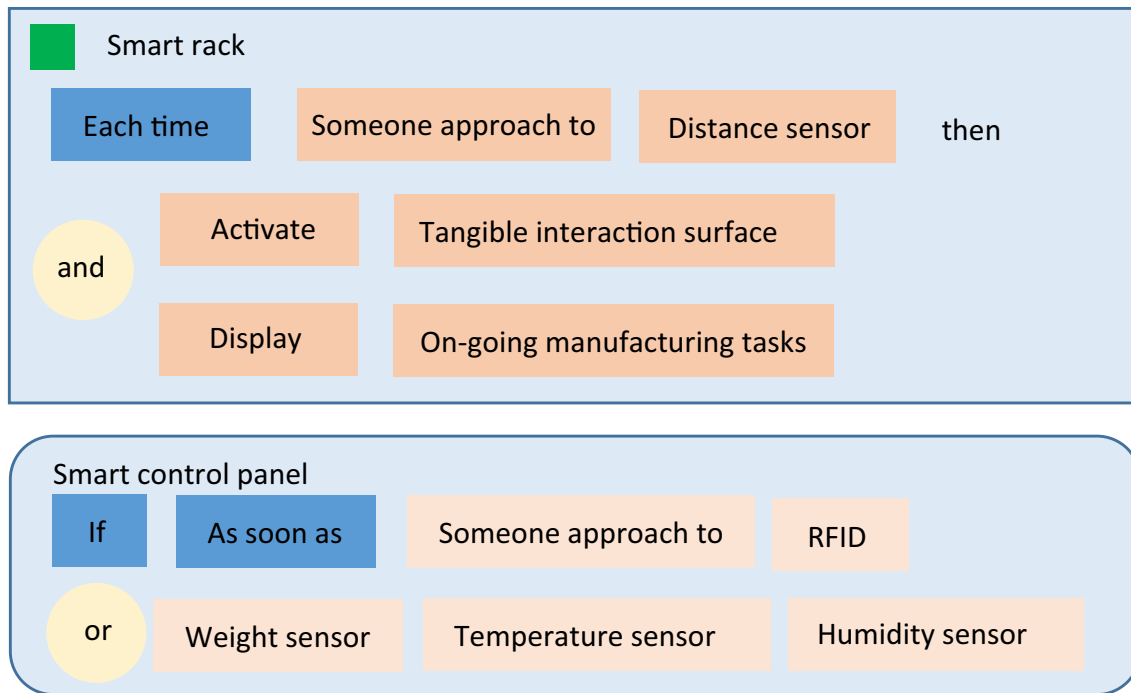 Smart rack
Each time Someone approach to Distance sensor then
Activate Tangible interaction surface
and
Display On-going manufacturing tasks
Smart control panel
If As soon as Someone approach to RFID
or Weight sensor Temperature sensor Humidity sensor